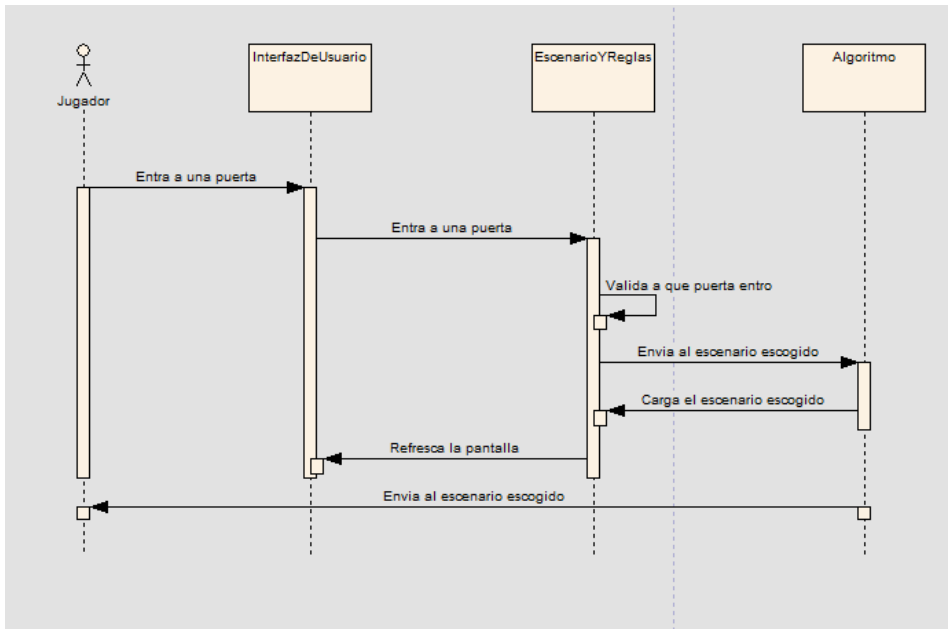 InterfazDeUsuario
EscenarioYReglas
Algoritmo
Jugador
Entra a una puerta
Entra a una puerta
Valida a que puerta entro
Envia al escenario escogido
Carga el escenario escogido
Refresca la pantalla
Envia al escenario escogido